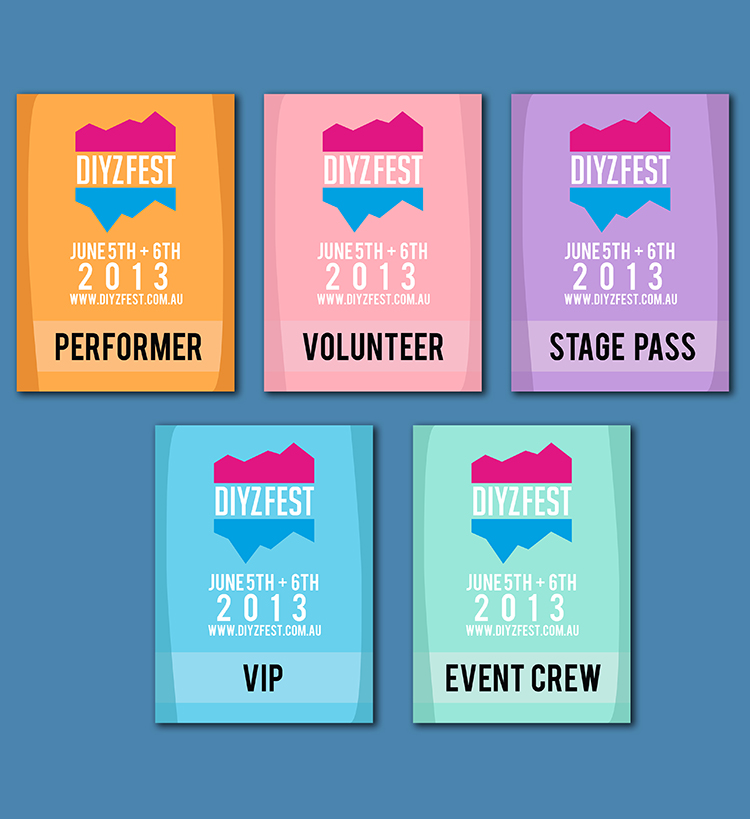 DIYZFEST
JUNE 5TH + 6TH
2013
WWW.DIYZFEST.COM.AU
PERFORMER
DIYZFEST
JUNE 5TH + 6TH
2013
WWW.DIYZFEST.COM.AU
VOLUNTEER
DIYZFEST
JUNE 5TH + 6TH
2013
WWW.DIYZFEST.COM.AU
STAGE PASS
DIYZFEST
JUNE 5TH + 6TH
2013
WWW.DIYZFEST.COM.AU
VIP
DIYZFEST
JUNE 5TH + 6TH
2013
WWW.DIYZFEST.COM.AU
EVENT CREW